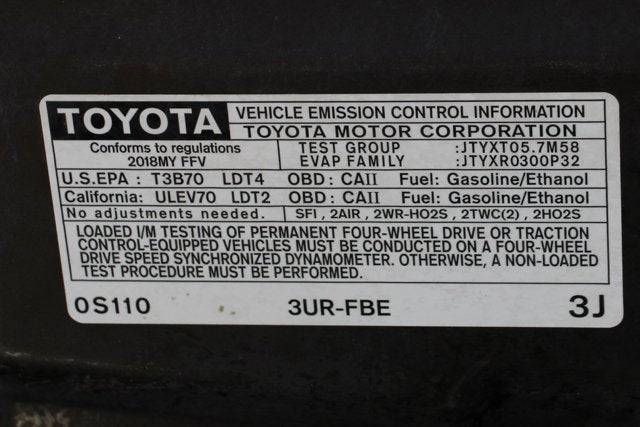 TOYOTA VEHICLE EMISSION CONTROL INFORMATION
TOYOTA MOTOR CORPORATION
Conforms to regulations TEST GROUP :JTYXT05.7M58
2018MY FFV EVAP FAMILY :JTYXR0300P32
U.S.EPA : T3B70 LDT4 OBD: CAII Fuel: Gasoline/Ethanol
California: ULEV70 LDT2 OBD: CAII Fuel: Gasoline/Ethanol
No adjustments needed. SFI , 2AIR , 2WR-HO2S , 2TWC(2) , 2HO2S
LOADED I/M TESTING OF PERMANENT FOUR-WHEEL DRIVE OR TRACTION
CONTROL-EQUIPPED VEHICLES MUST BE CONDUCTED ON A FOUR-WHEEL
DRIVE SPEED SYNCHRONIZED DYNAMOMETER. OTHERWISE, A NON-LOADED
TEST PROCEDURE MUST BE PERFORMED.
0S110 3UR-FBE 3J